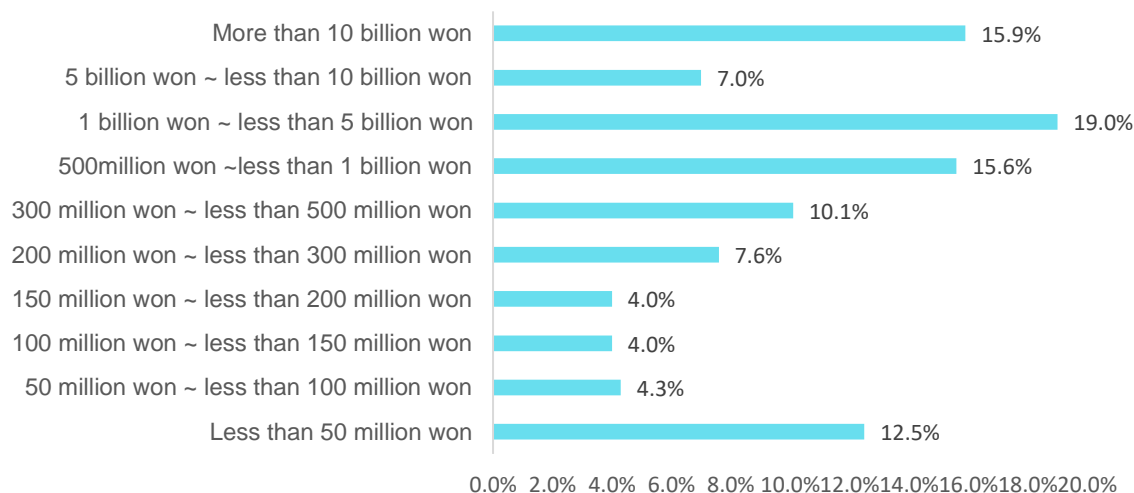 More than 10 billion won 15.9%
5 billion won ~ less than 10 billion won 7.0%
1 billion won ~ less than 5 billion won 19.0%
500million won ~less than 1 billion won 15.6%
300 million won ~ less than 500 million won 10.1%
200 million won ~ less than 300 million won 7.6%
150 million won ~ less than 200 million won 4.0%
100 million won ~ less than 150 million won 4.0%
50 million won ~ less than 100 million won 4.3%
Less than 50 million won 12.5%
0.0% 2.0% 4.0% 6.0% 8.0% 10.0% 12.0% 14.0% 16.0% 18.0% 20.0%